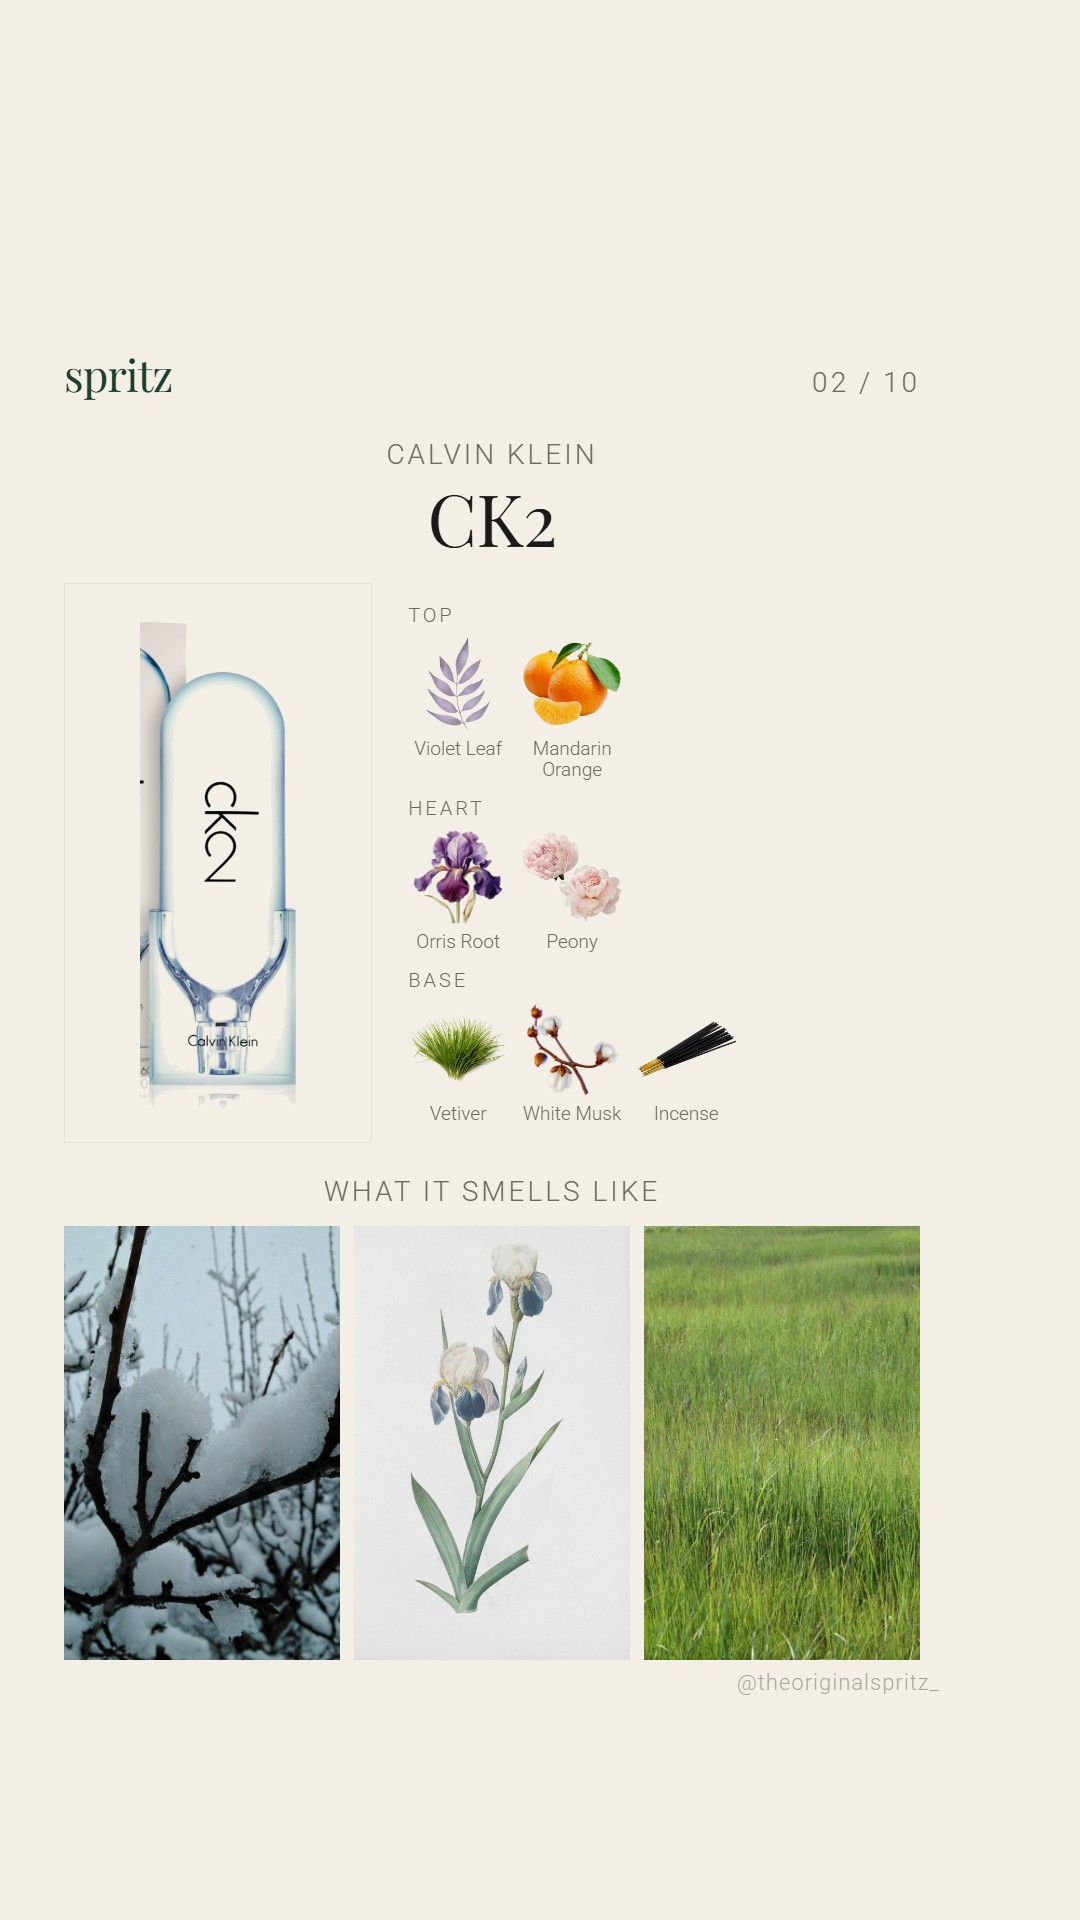 spritz
02 / 10
CALVIN KLEIN
CK2
ck2
Calvin Klein
TOP
Violet Leaf
Mandarin
Orange
HEART
Orris Root
Peony
BASE
Vetiver
White Musk
Incense
WHAT IT SMELLS LIKE
@theoriginalspritz_